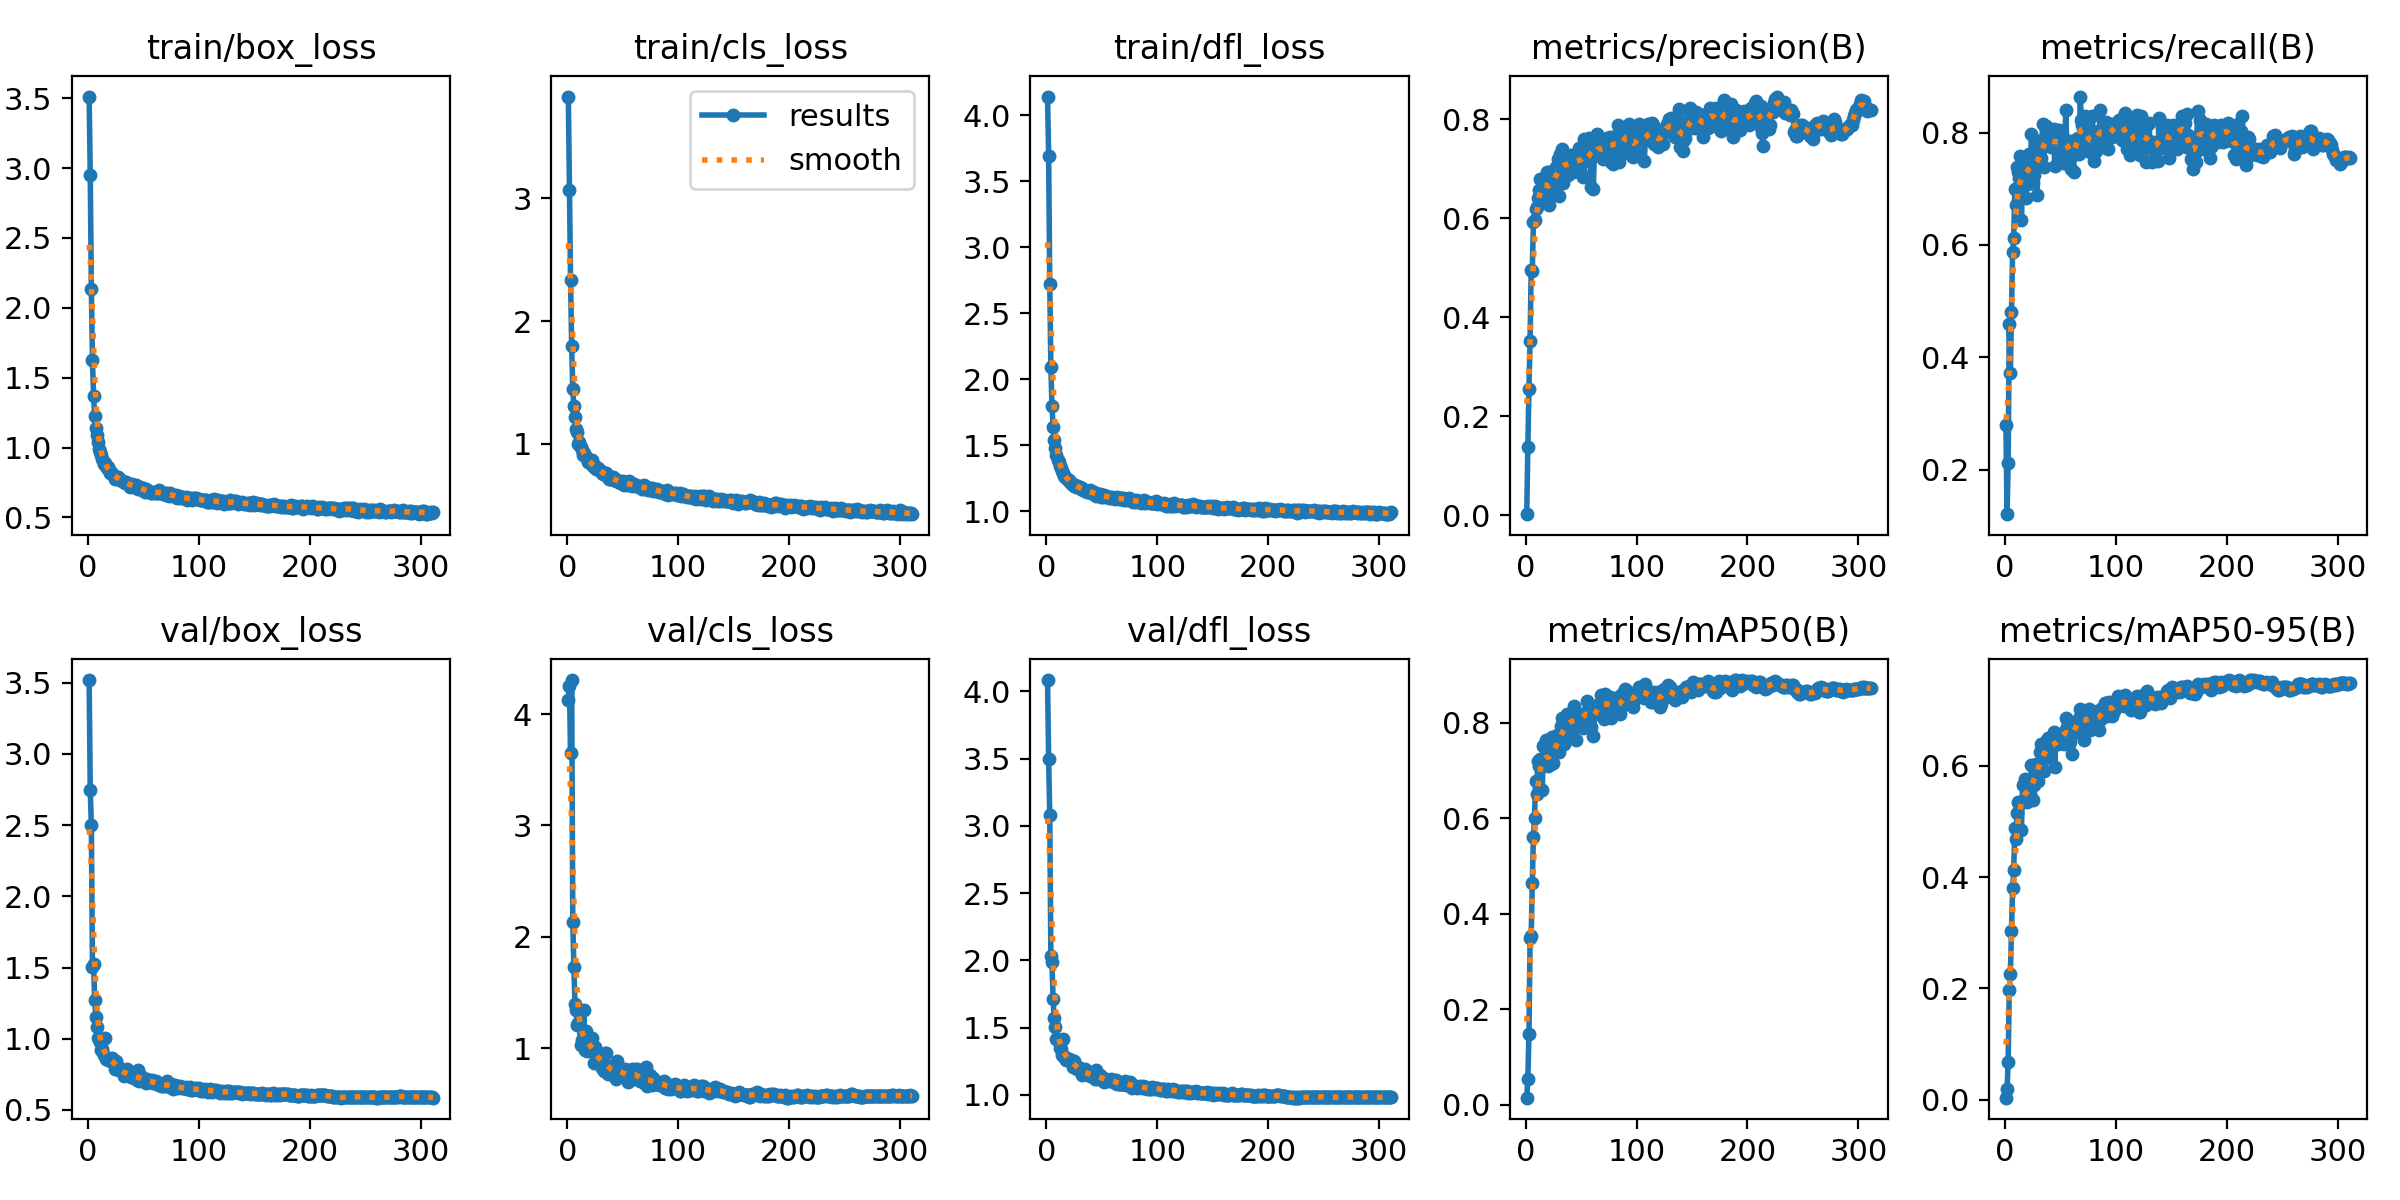 train/box_loss
3.5
3.0
2.5
2.0
1.5
1.0
0.5
0 100 200 300
train/cls_loss
results
smooth
3
2
1
0 100 200 300
train/dfl_loss
4.0
3.5
3.0
2.5
2.0
1.5
1.0
0 100 200 300
metrics/precision(B)
0.8
0.6
0.4
0.2
0.0
0 100 200 300
metrics/recall(B)
0.8
0.6
0.4
0.2
0 100 200 300
val/box_loss
3.5
3.0
2.5
2.0
1.5
1.0
0.5
0 100 200 300
val/cls_loss
4
3
2
1
0 100 200 300
val/dfl_loss
4.0
3.5
3.0
2.5
2.0
1.5
1.0
0 100 200 300
metrics/mAP50(B)
0.8
0.6
0.4
0.2
0.0
0 100 200 300
metrics/mAP50-95(B)
0.6
0.4
0.2
0.0
0 100 200 300